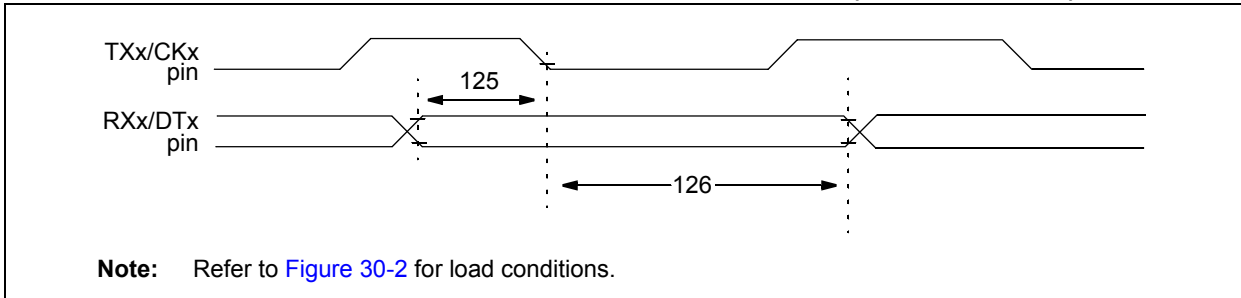 TXx/CKx
pin
125
RXx/DTx
pin
126
Note: Refer to Figure 30-2 for load conditions.